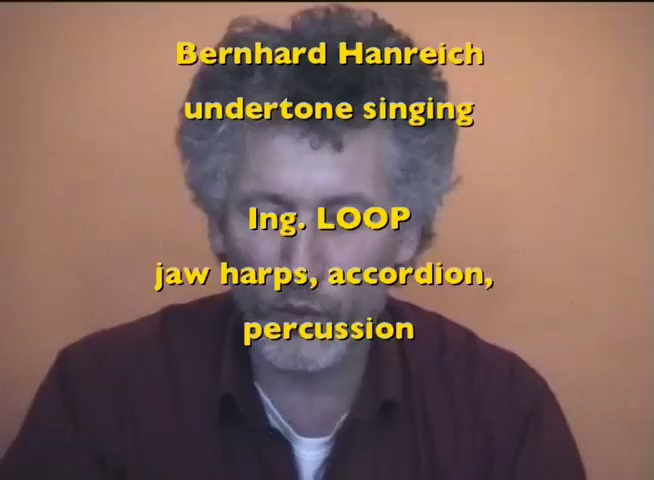 Bernhard Hanreich
undertone singing
Ing. LOOP
jaw harps, accordion,
percussion